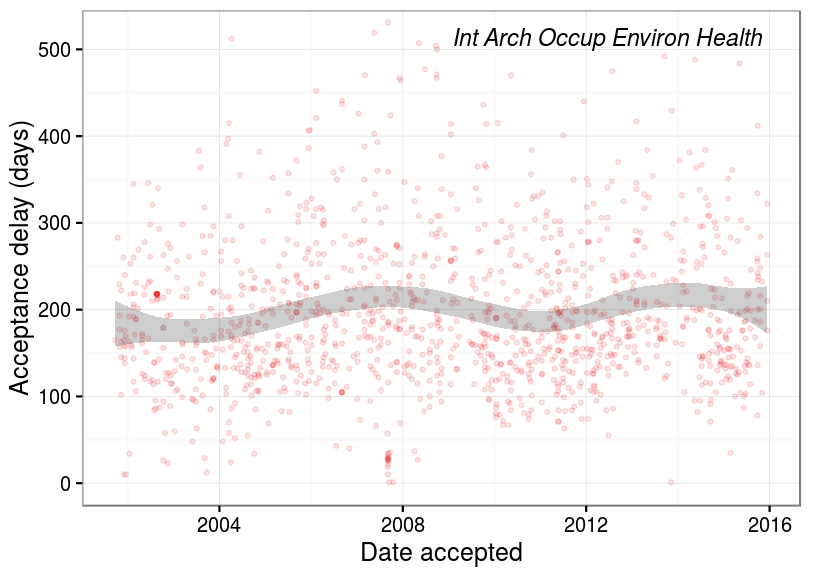 Int Arch Occup Environ Health
Acceptance delay (days)
500
400
300
200
100
0
2004 2008 2012 2016
Date accepted